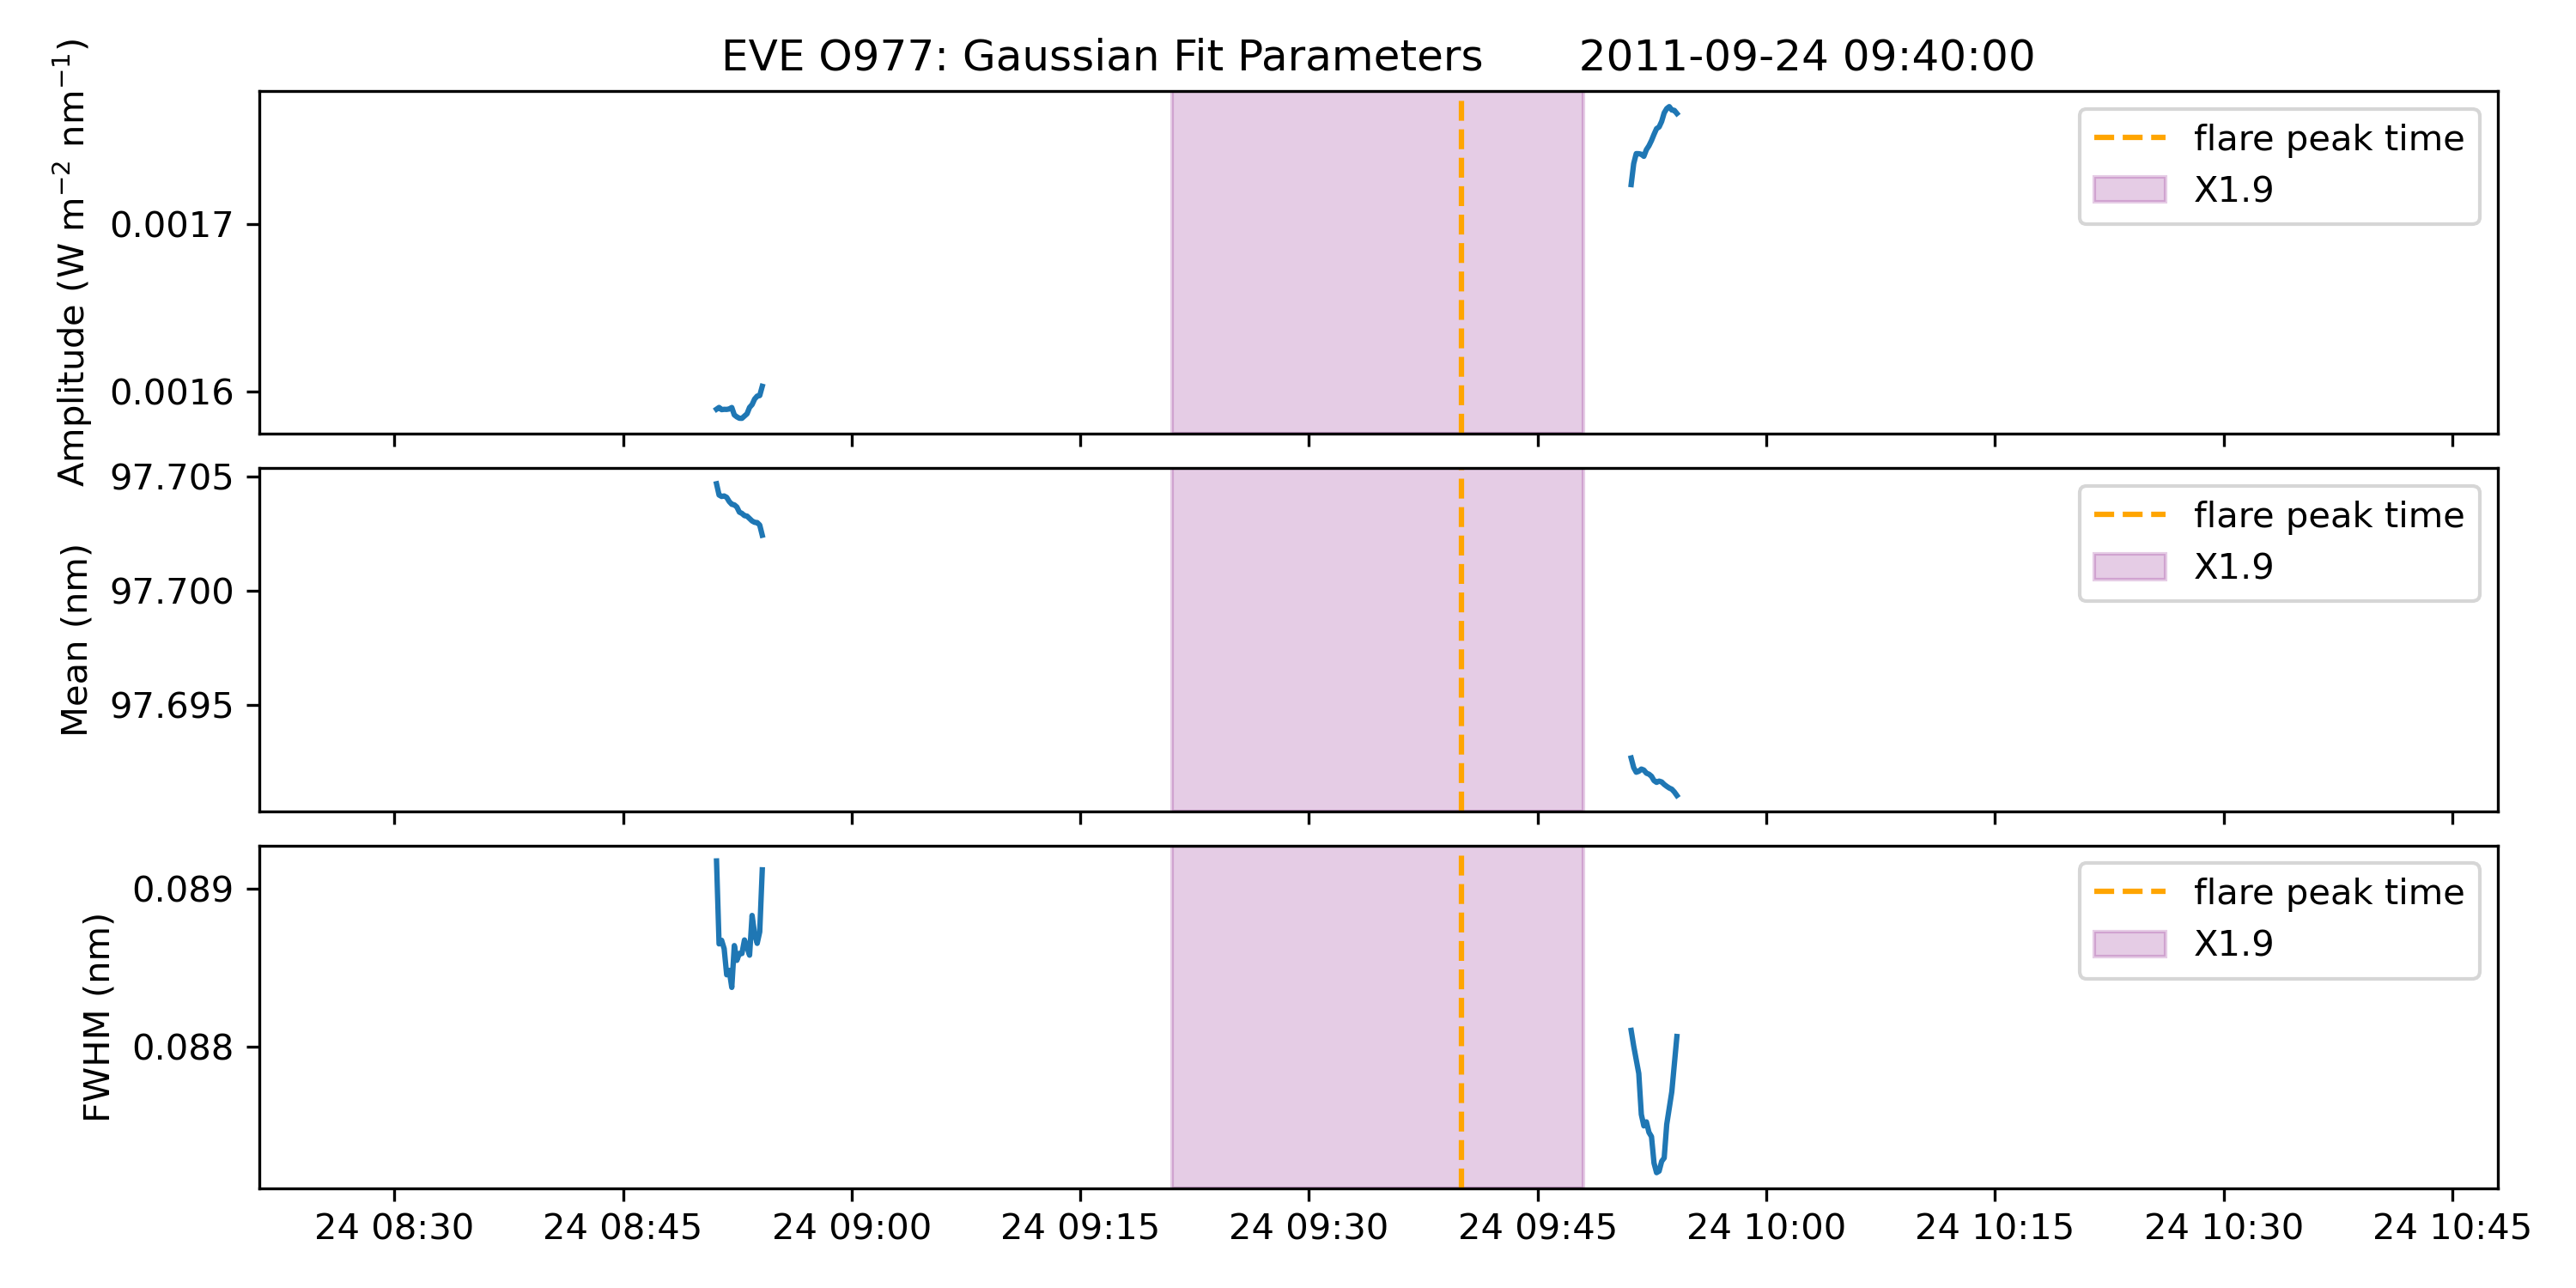 EVE O977: Gaussian Fit Parameters 2011-09-24 09:40:00
Amplitude (W m⁻² nm⁻¹)
0.0017
0.0016
flare peak time
X1.9
Mean (nm)
97.705
97.700
97.695
flare peak time
X1.9
FWHM (nm)
0.089
0.088
flare peak time
X1.9
24 08:30 24 08:45 24 09:00 24 09:15 24 09:30 24 09:45 24 10:00 24 10:15 24 10:30 24 10:45